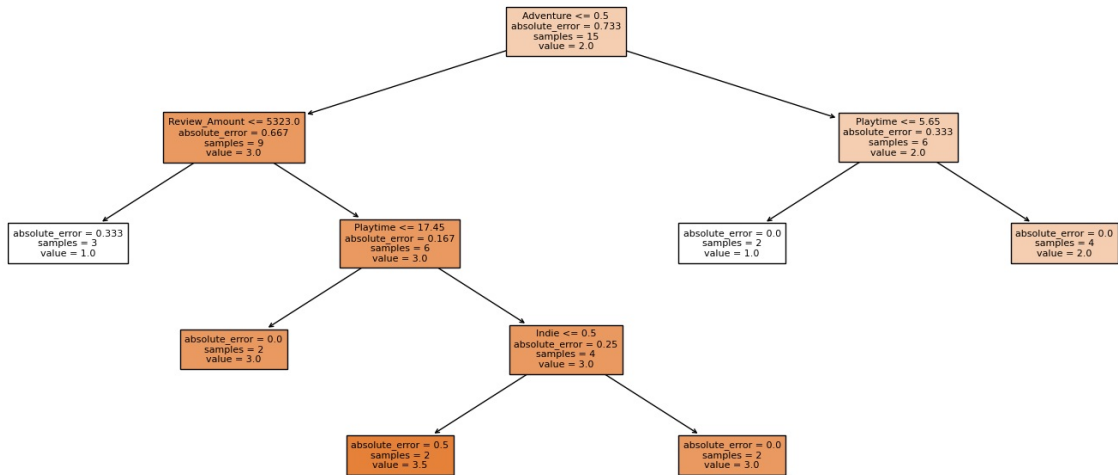 Adventure <= 0.5
absolute_error = 0.733
samples = 15
value = 2.0
Review_Amount <= 5323.0
absolute_error = 0.667
samples = 9
value = 3.0
Playtime <= 5.65
absolute_error = 0.333
samples = 6
value = 2.0
absolute_error = 0.333
samples = 3
value = 1.0
Playtime <= 17.45
absolute_error = 0.167
samples = 6
value = 3.0
absolute_error = 0.0
samples = 2
value = 1.0
absolute_error = 0.0
samples = 4
value = 2.0
absolute_error = 0.0
samples = 2
value = 3.0
Indie <= 0.5
absolute_error = 0.25
samples = 4
value = 3.0
absolute_error = 0.5
samples = 2
value = 3.5
absolute_error = 0.0
samples = 2
value = 3.0